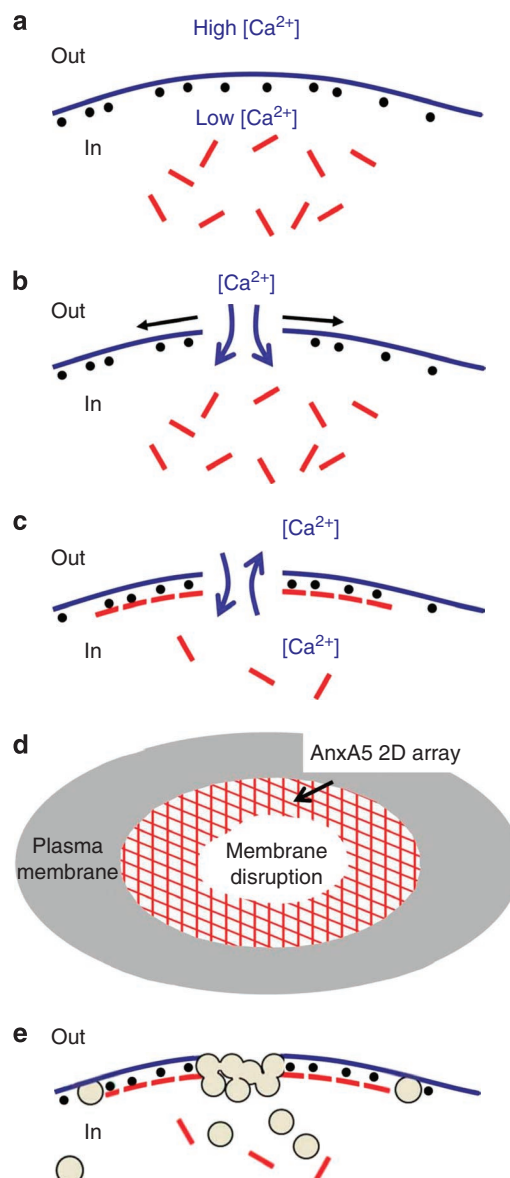 a
High [Ca²⁺]
Out
Low [Ca²⁺]
In
b
[Ca²⁺]
Out
In
c
[Ca²⁺]
Out
[Ca²⁺]
In
d
AnxA5 2D array
Plasma
membrane
Membrane
disruption
e
Out
In